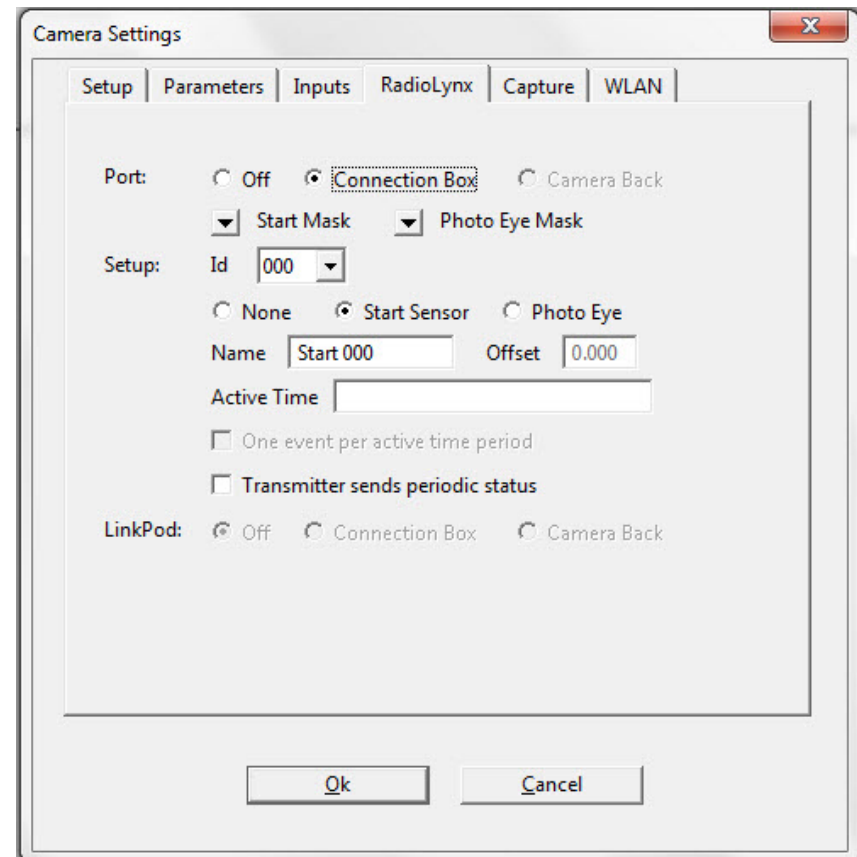 Camera Settings
Setup Parameters Inputs RadioLynx Capture WLAN
Port: Off Connection Box Camera Back
Start Mask Photo Eye Mask
Setup: Id 000
None Start Sensor Photo Eye
Name Start 000 Offset 0.000
Active Time
One event per active time period
Transmitter sends periodic status
LinkPod: Off Connection Box Camera Back
Ok Cancel